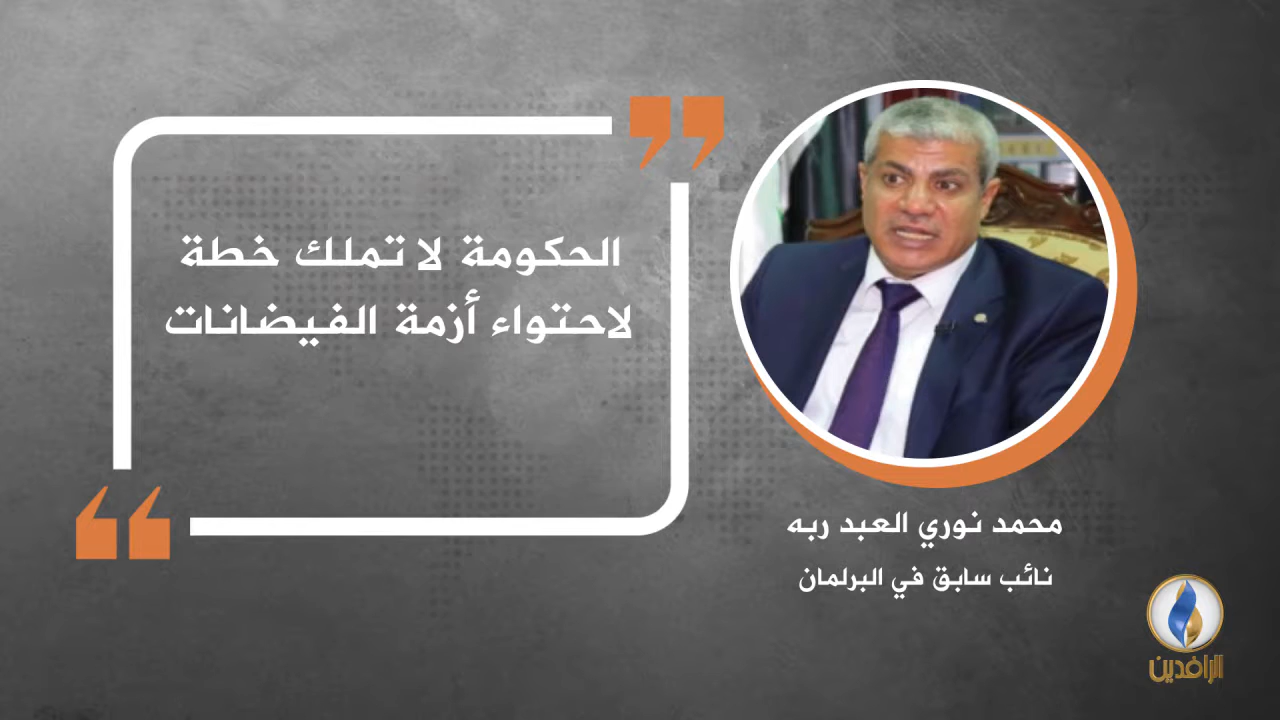 الحكومة لا تملك خطة
لاحتواء أزمة الفيضانات
محمد نوري العبد ربه
نائب سابق في البرلمان
الرافدين